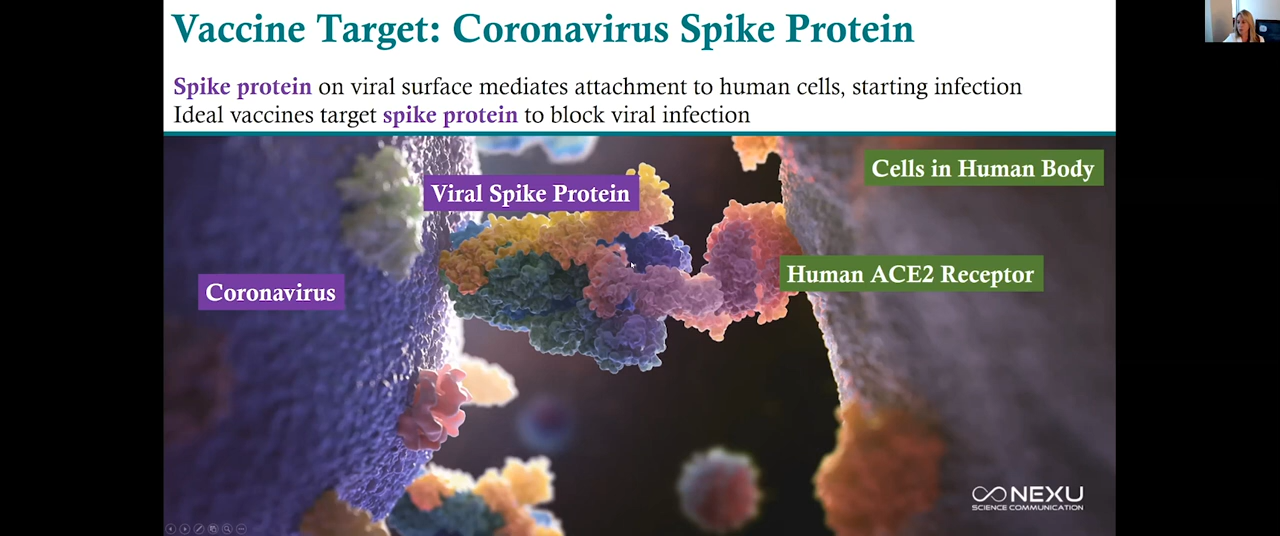 Vaccine Target: Coronavirus Spike Protein
Spike protein on viral surface mediates attachment to human cells, starting infection
Ideal vaccines target spike protein to block viral infection
Cells in Human Body
Viral Spike Protein
Human ACE2 Receptor
Coronavirus
NEXU
SCIENCE COMMUNICATION